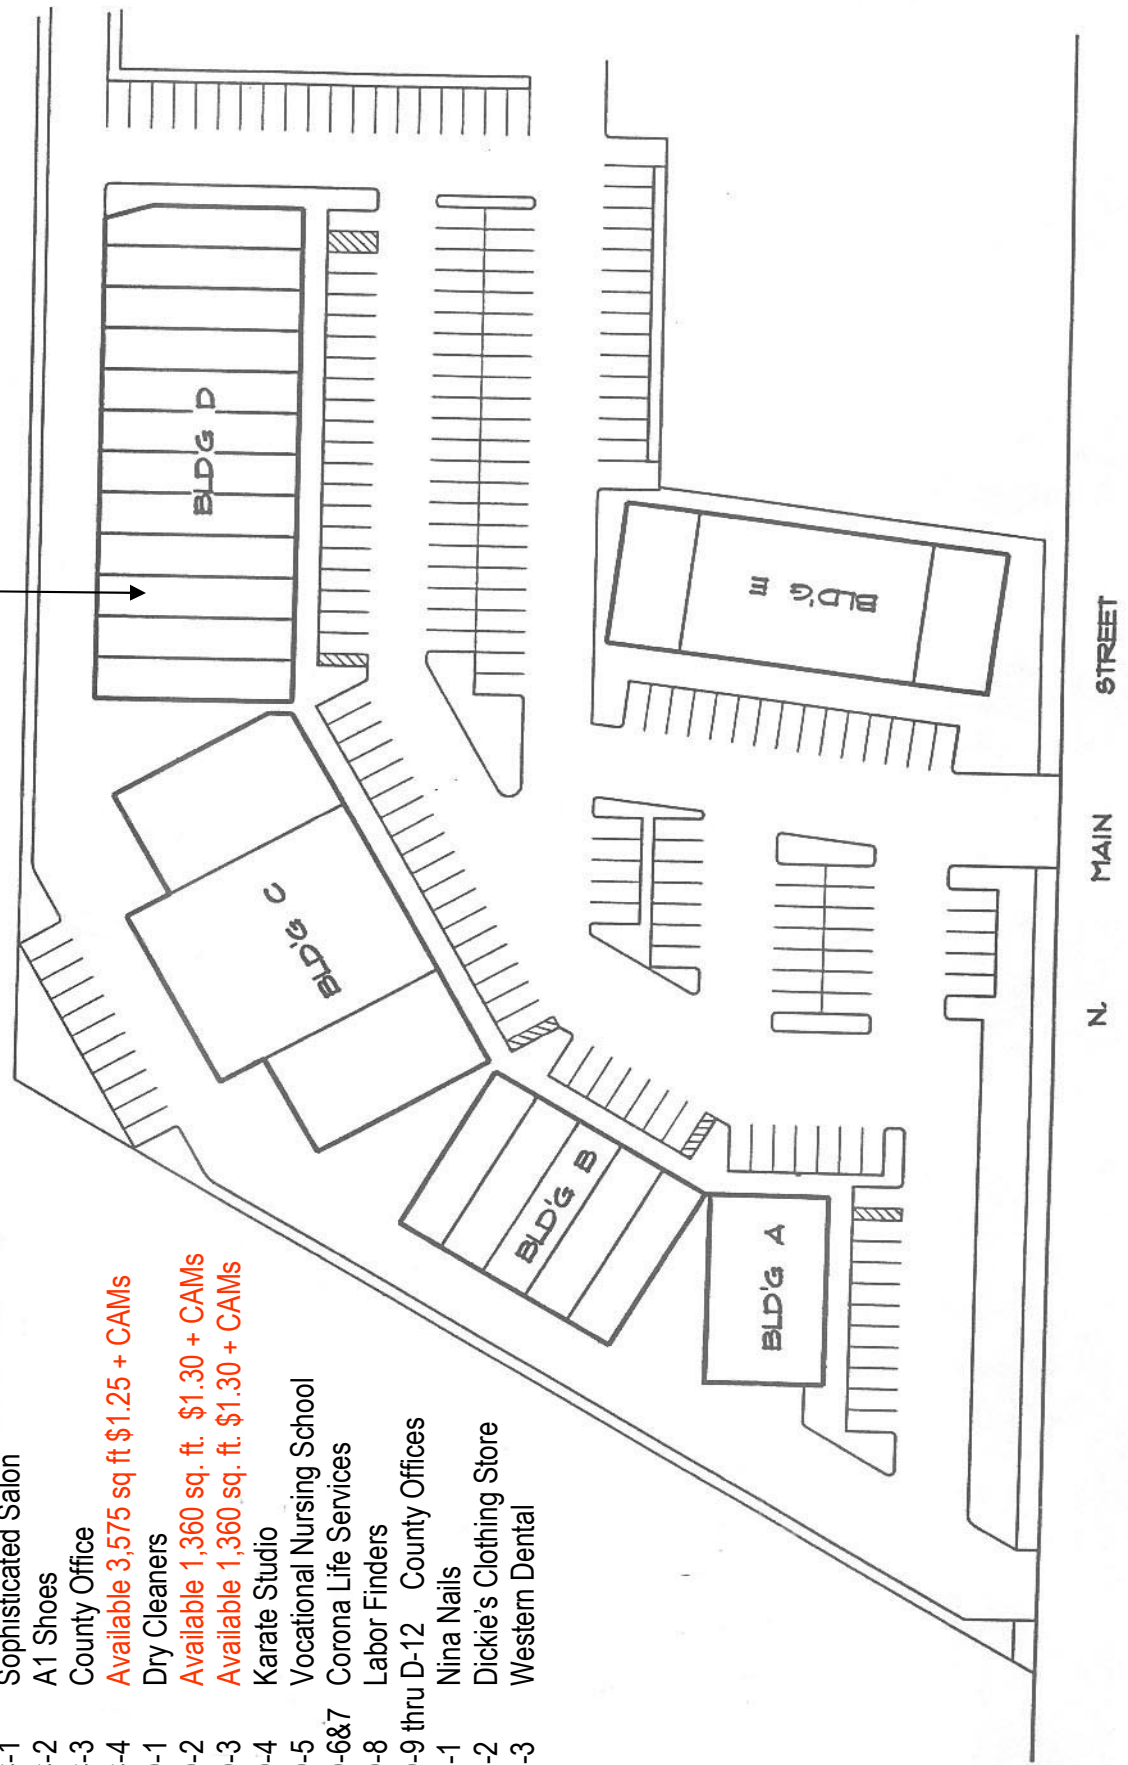 -1 Sophisticated Salon
-2 A1 Shoes
-3 County Office
-4 Available 3,575 sq ft $1.25 + CAMs
-1 Dry Cleaners
-2 Available 1,360 sq. ft. $1.30 + CAMs
-3 Available 1,360 sq. ft. $1.30 + CAMs
-4 Karate Studio
-5 Vocational Nursing School
-6&7 Corona Life Services
-8 Labor Finders
-9 thru D-12 County Offices
-1 Nina Nails
-2 Dickie's Clothing Store
-3 Western Dental
BLDG D
BLD'G C
BLD'G B
BLD'G A
BLD'G E
N. MAIN STREET